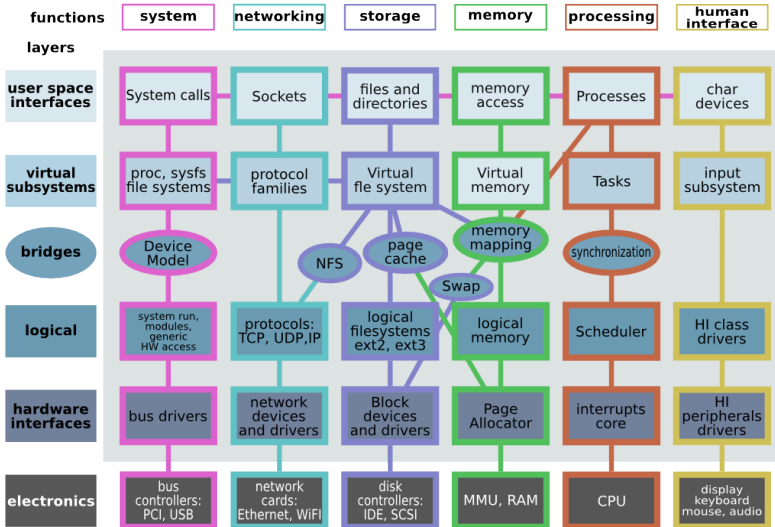 functions
system
networking
storage
memory
processing
human
interface
layers
user space
interfaces
System calls
Sockets
files and
directories
memory
access
Processes
char
devices
virtual
subsystems
proc, sysfs
file systems
protocol
families
Virtual
fle system
Virtual
memory
Tasks
input
subsystem
bridges
Device
Model
NFS
page
cache
memory
mapping
synchronization
Swap
logical
system run,
modules,
generic
HW access
protocols:
TCP, UDP,IP
logical
filesystems
ext2, ext3
logical
memory
Scheduler
HI class
drivers
hardware
interfaces
bus drivers
network
devices
and drivers
Block
devices
and drivers
Page
Allocator
interrupts
core
HI
peripherals
drivers
electronics
bus
controllers:
PCI, USB
network
cards:
Ethernet, WiFI
disk
controllers:
IDE, SCSI
MMU, RAM
CPU
display
keyboard
mouse, audio